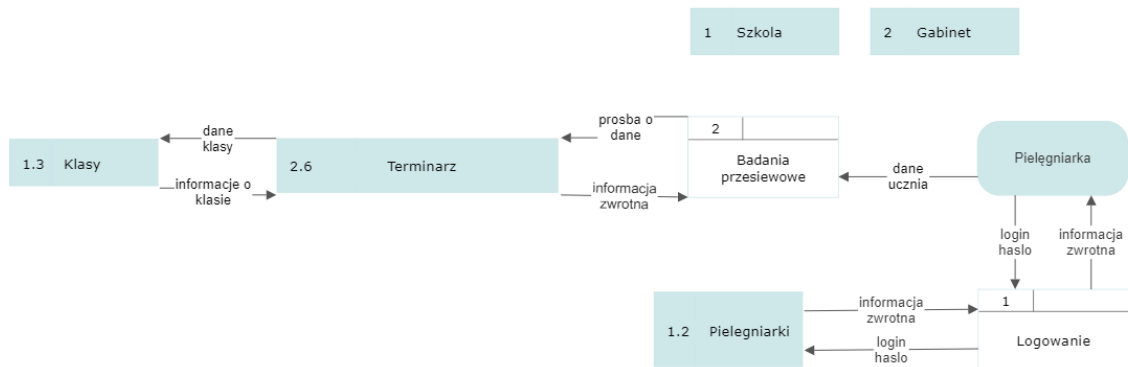 1 Szkola
2 Gabinet
1.3 Klasy
dane
klasy
informacje o
klasie
2.6 Terminarz
prosba o
dane
informacja
zwrotna
2
Badania
przesiewowe
dane
ucznia
Pielęgniarka
login
haslo
informacja
zwrotna
1.2 Pielegniarki
informacja
zwrotna
login
haslo
1
Logowanie